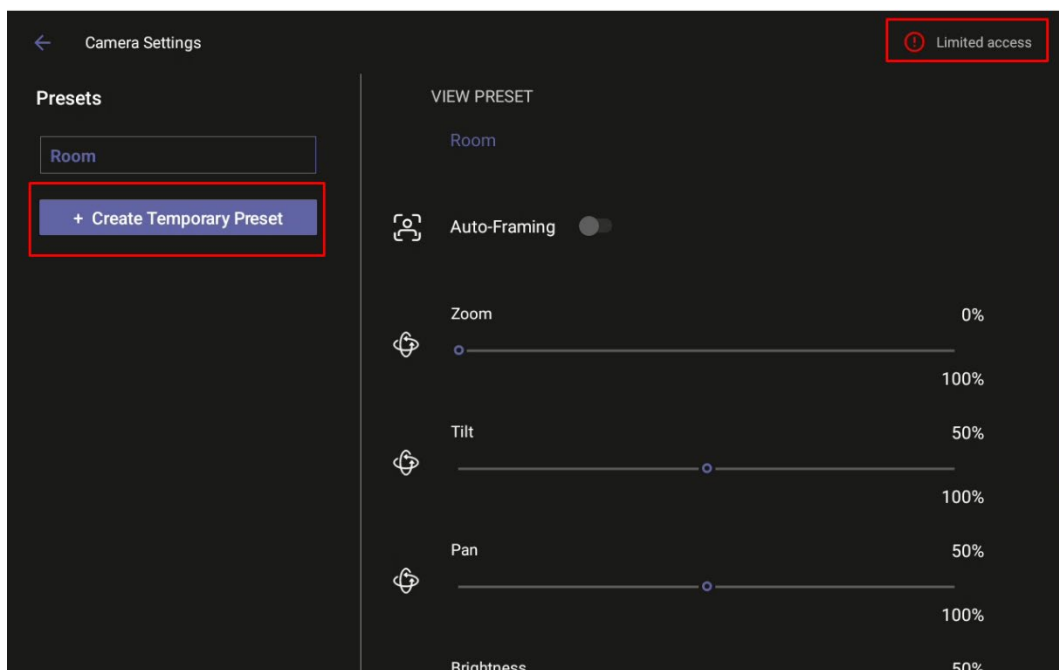 Camera Settings
Limited access
Presets
Room
+ Create Temporary Preset
VIEW PRESET
Room
Auto-Framing
Zoom
0%
100%
Tilt
50%
100%
Pan
50%
100%
Brightness
50%